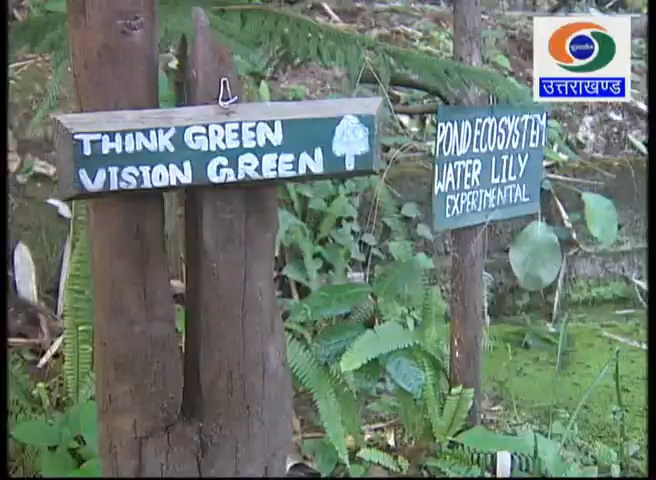 THINK GREEN
VISION GREEN
POND ECOSYSTEM
WATER LILY
EXPERIMENTAL
उत्तराखण्ड